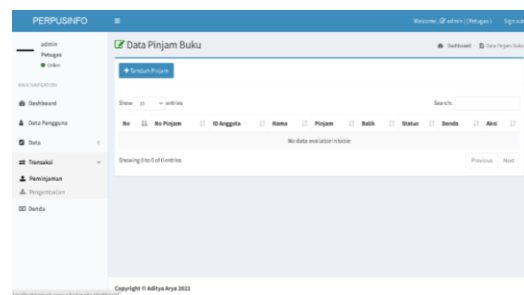 PERPUSINFO
Welcome, admin | (Petugas) Sign out
admin
Petugas
Online
MAIN NAVIGATION
Dashboard
Data Pengguna
Data
Transaksi
Peminjaman
Pengembalian
Denda
Data Pinjam Buku
Dashboard Data Pinjam Buku
+ Tambah Pinjam
Show 10 entries
Search:
No No Pinjam ID Anggota Nama Pinjam Balik Status Denda Aksi
No data available in table
Showing 0 to 0 of 0 entries
Previous Next
Copyright © Aditya Arya 2022